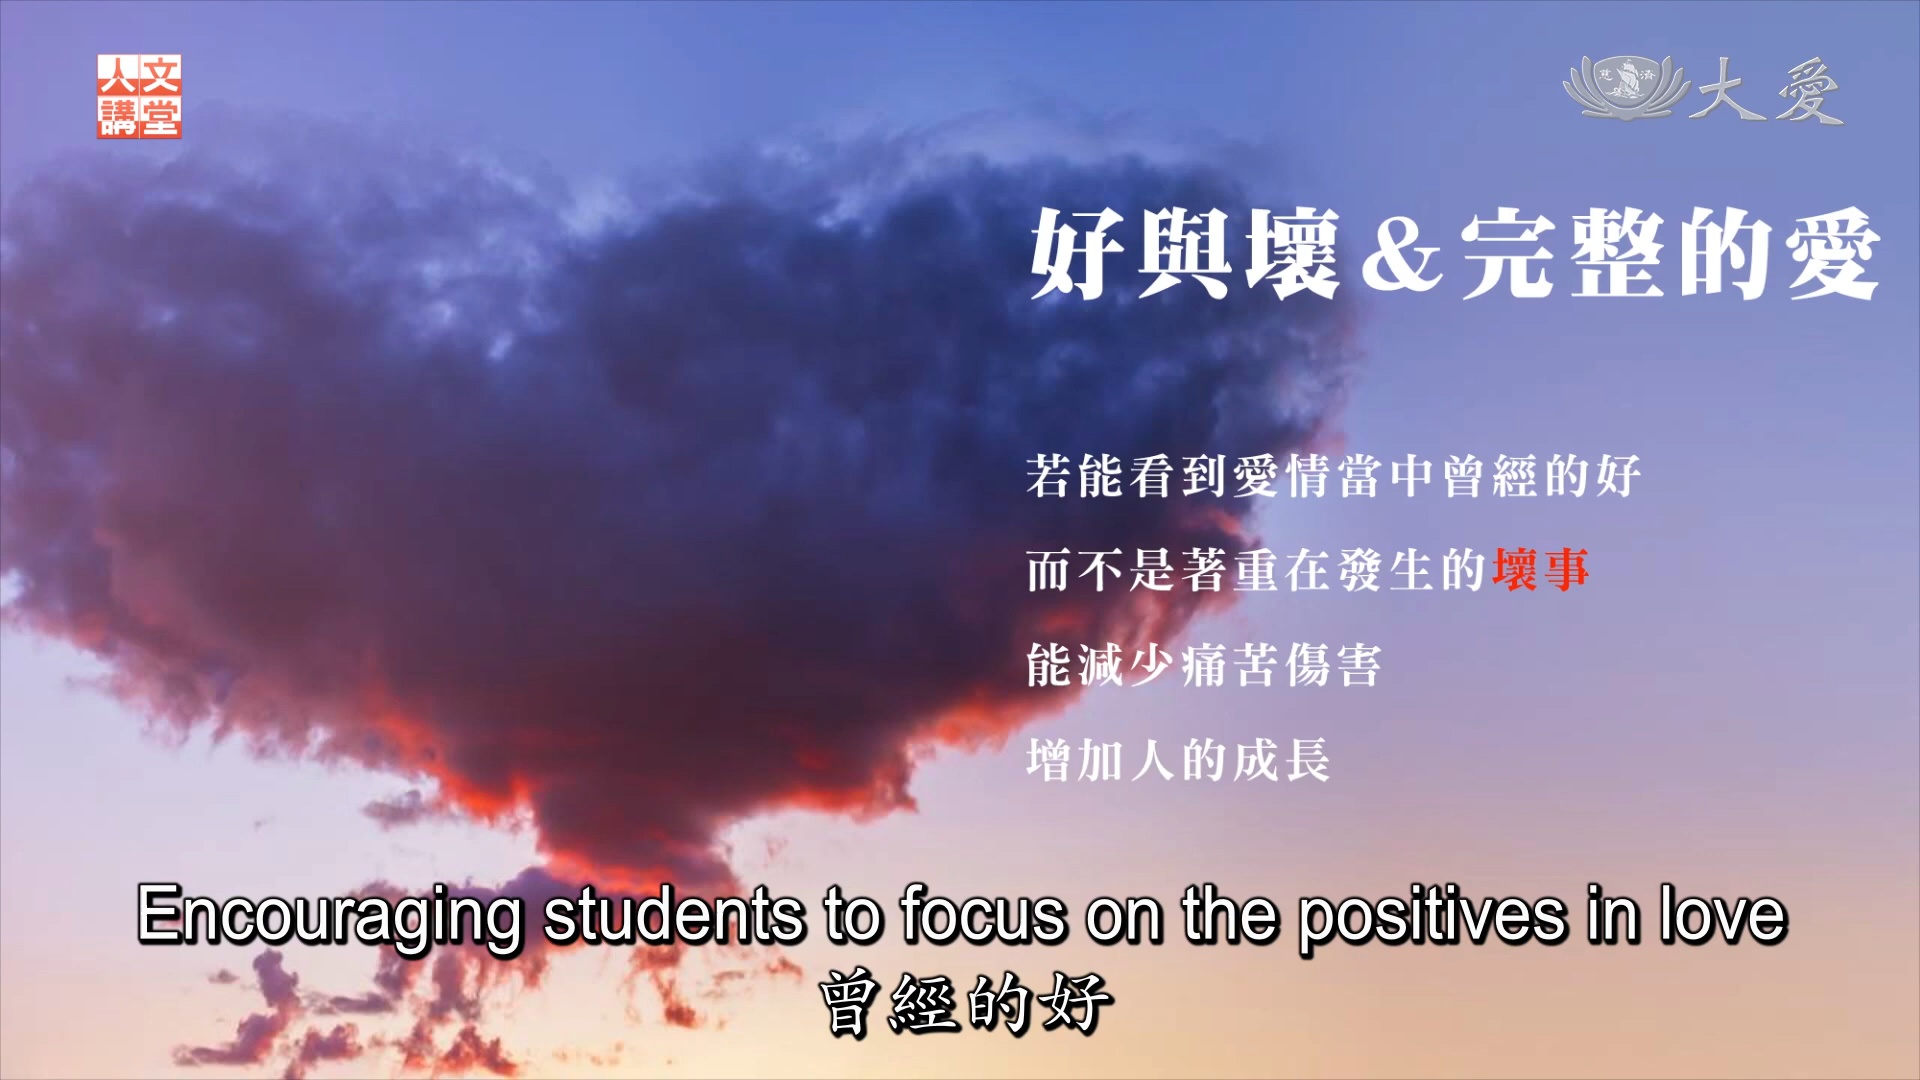 人文
講堂
慈濟
大愛
好與壞&完整的愛
若能看到愛情當中曾經的好
而不是著重在發生的壞事
能減少痛苦傷害
增加人的成長
Encouraging students to focus on the positives in love
曾經的好